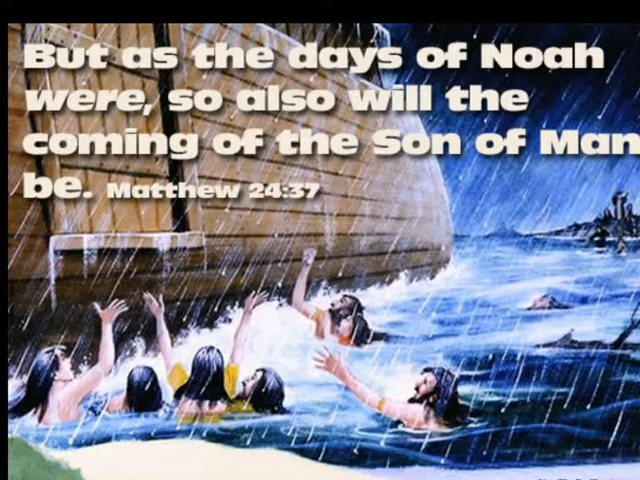 But as the days of Noah
were, so also will the
coming of the Son of Man
be. Matthew 24:37